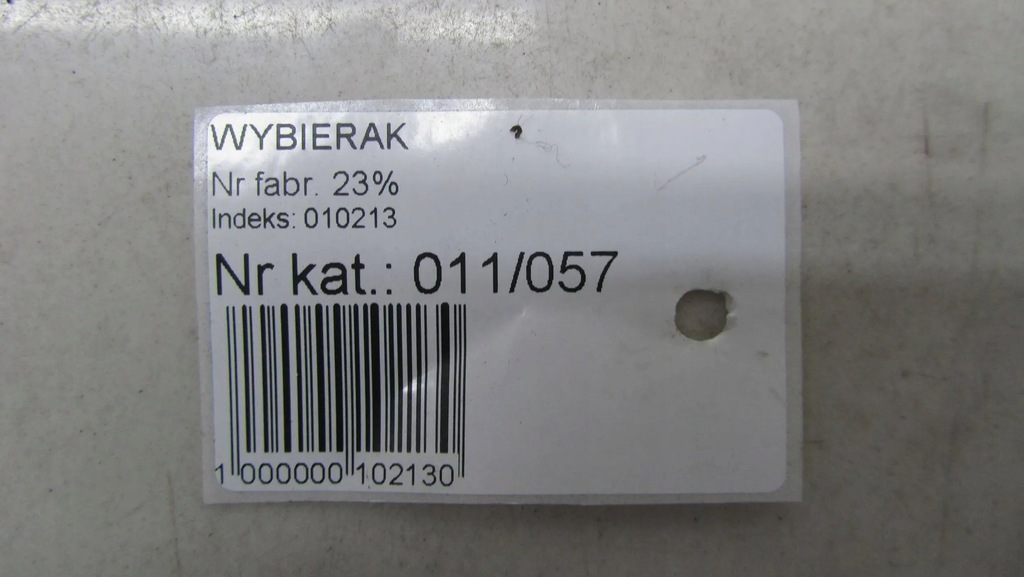 WYBIERAK
Nr fabr. 23%
Indeks: 010213
Nr kat.: 011/057
1 000000 102130